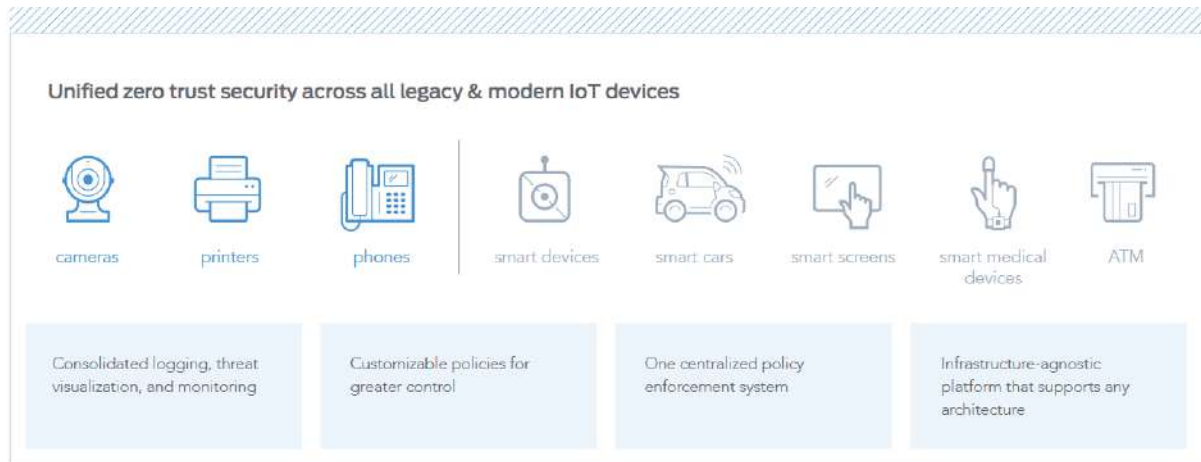 Unified zero trust security across all legacy & modern IoT devices
cameras
printers
phones
smart devices
smart cars
smart screens
smart medical
devices
ATM
Consolidated logging, threat
visualization, and monitoring
Customizable policies for
greater control
One centralized policy
enforcement system
Infrastructure-agnostic
platform that supports any
architecture